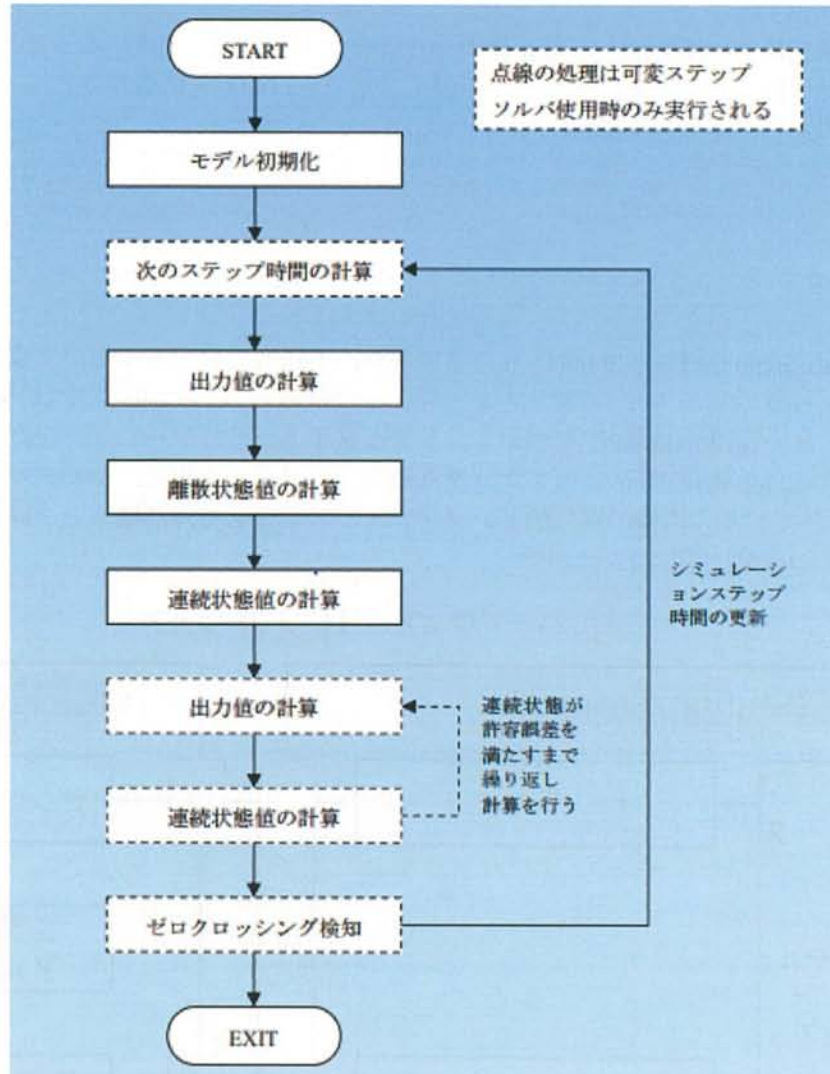 START
点線の処理は可変ステップ
ソルバ使用時のみ実行される
モデル初期化
次のステップ時間の計算
出力値の計算
離散状態値の計算
連続状態値の計算
シミュレーシ
ョンステップ
時間の更新
出力値の計算
連続状態が
許容誤差を
満たすまで
繰り返し
計算を行う
連続状態値の計算
ゼロクロッシング検知
EXIT